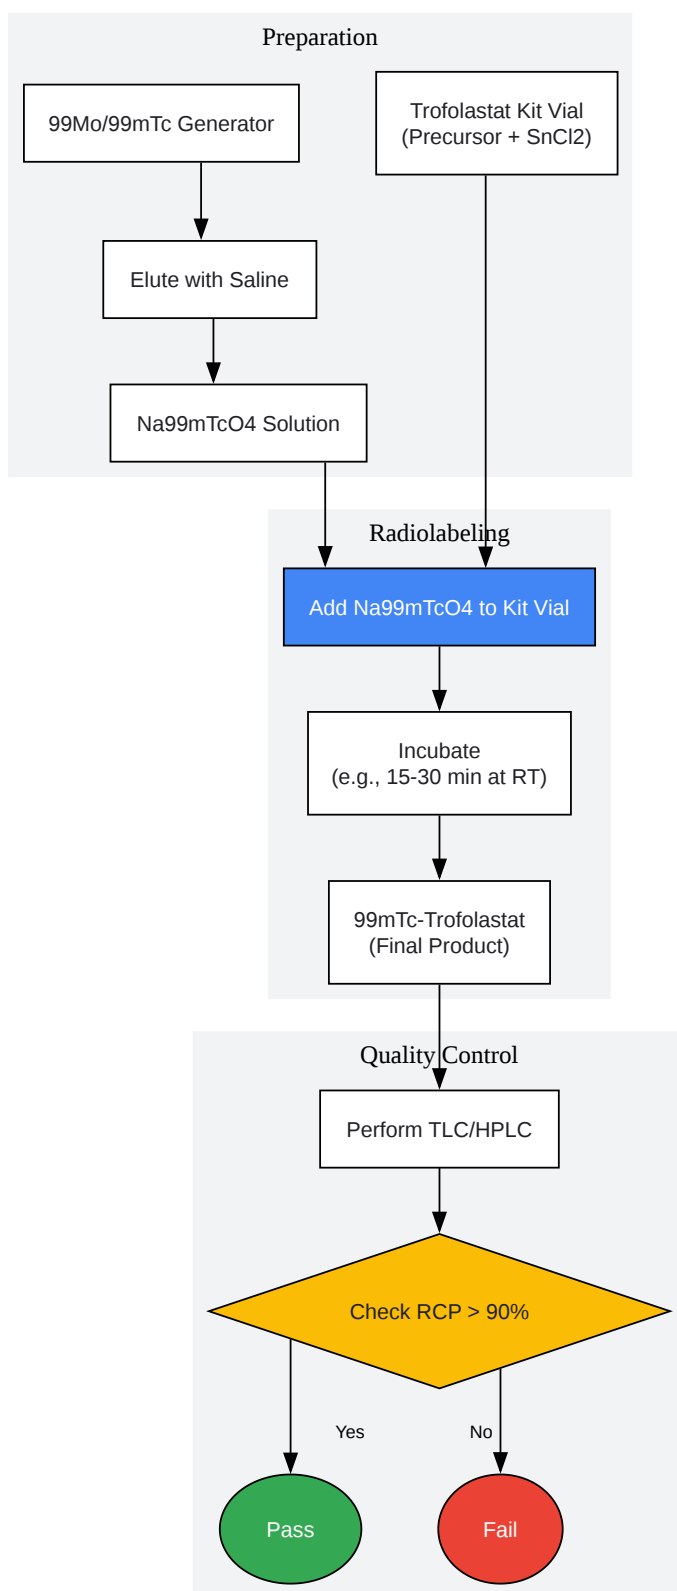 Preparation
99Mo/99mTc Generator
Trofolastat Kit Vial
(Precursor + SnCl2)
Elute with Saline
Na99mTcO4 Solution
Radiolabeling
Add Na99mTcO4 to Kit Vial
Incubate
(e.g., 15-30 min at RT)
99mTc-Trofolastat
(Final Product)
Quality Control
Perform TLC/HPLC
Check RCP > 90%
Yes
No
Pass
Fail